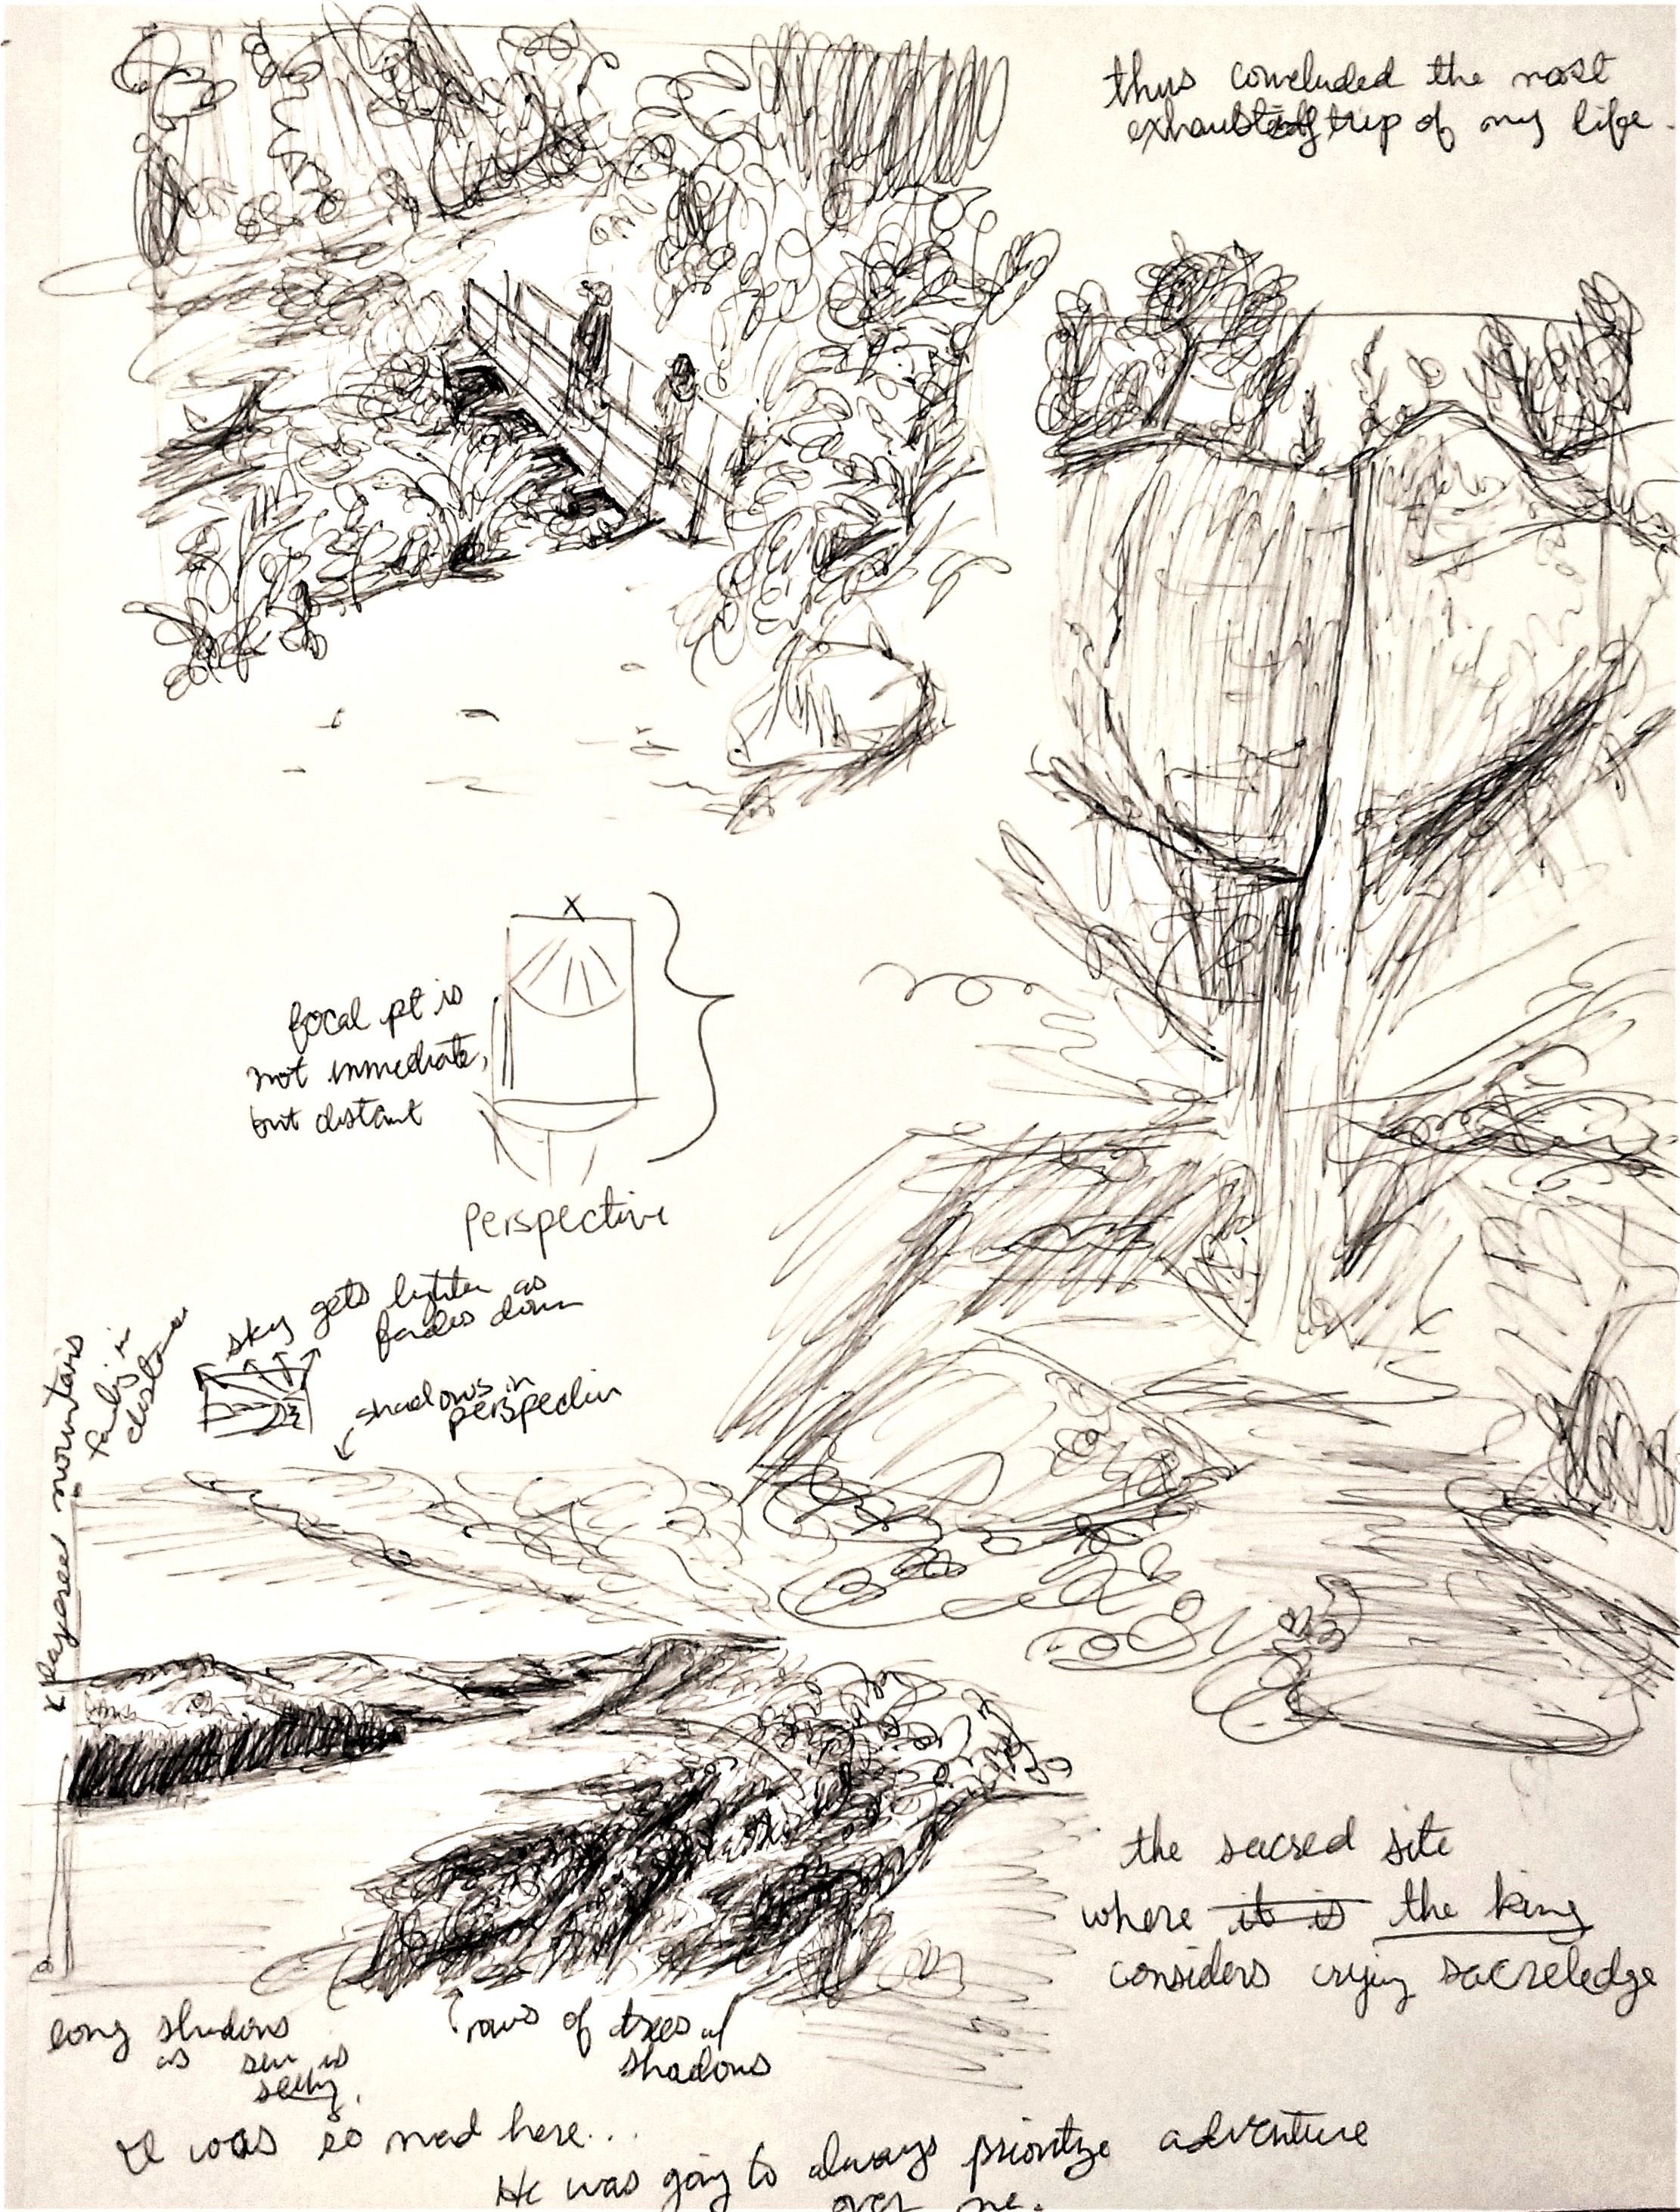 thus concluded the most
exhausting trip of my life.
focal pt is
not immediate,
but distant
Perspective
sky gets lighter as
fades down
shadows in
perspective
layered mountains
fading in
distance
the sacred site
where it is the king
considers crying sacreledge
long shadows
as sun is
setting.
rows of trees w/
shadows
I was so mad here...
He was going to always prioritize adventure
over me.